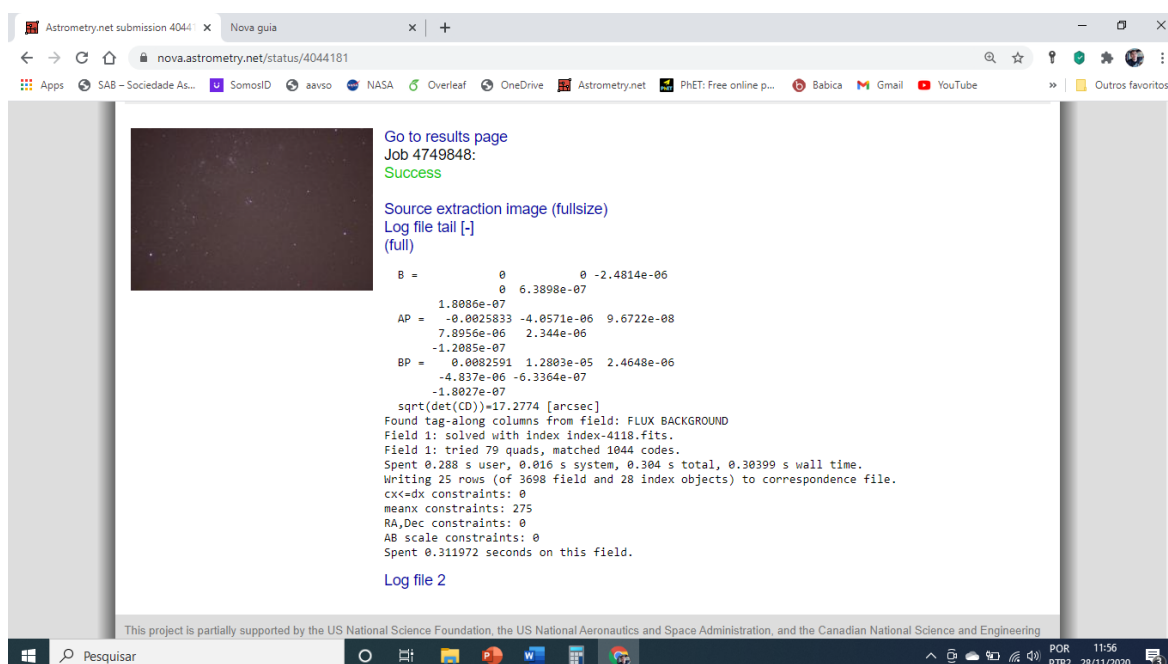 Astrometry.net submission 4044
Nova guia
nova.astrometry.net/status/4044181
Apps SAB – Sociedade As... SomosID aavso NASA Overleaf OneDrive Astrometry.net PhET: Free online p... Babica Gmail YouTube » Outros favoritos
Go to results page
Job 4749848:
Success
Source extraction image (fullsize)
Log file tail [-]
(full)
B = 0 0 -2.4814e-06
0 6.3898e-07
1.8086e-07
AP = -0.0025833 -4.0571e-06 9.6722e-08
7.8956e-06 2.344e-06
-1.2085e-07
BP = 0.0082591 1.2803e-05 2.4648e-06
-4.837e-06 -6.3364e-07
-1.8027e-07
sqrt(det(CD))=17.2774 [arcsec]
Found tag-along columns from field: FLUX BACKGROUND
Field 1: solved with index index-4118.fits.
Field 1: tried 79 quads, matched 1044 codes.
Spent 0.288 s user, 0.016 s system, 0.304 s total, 0.30399 s wall time.
Writing 25 rows (of 3698 field and 28 index objects) to correspondence file.
cx<=dx constraints: 0
meanx constraints: 275
RA,Dec constraints: 0
AB scale constraints: 0
Spent 0.311972 seconds on this field.
Log file 2
This project is partially supported by the US National Science Foundation, the US National Aeronautics and Space Administration, and the Canadian National Science and Engineering
Pesquisar
POR 11:56
PTB2 28/11/2020